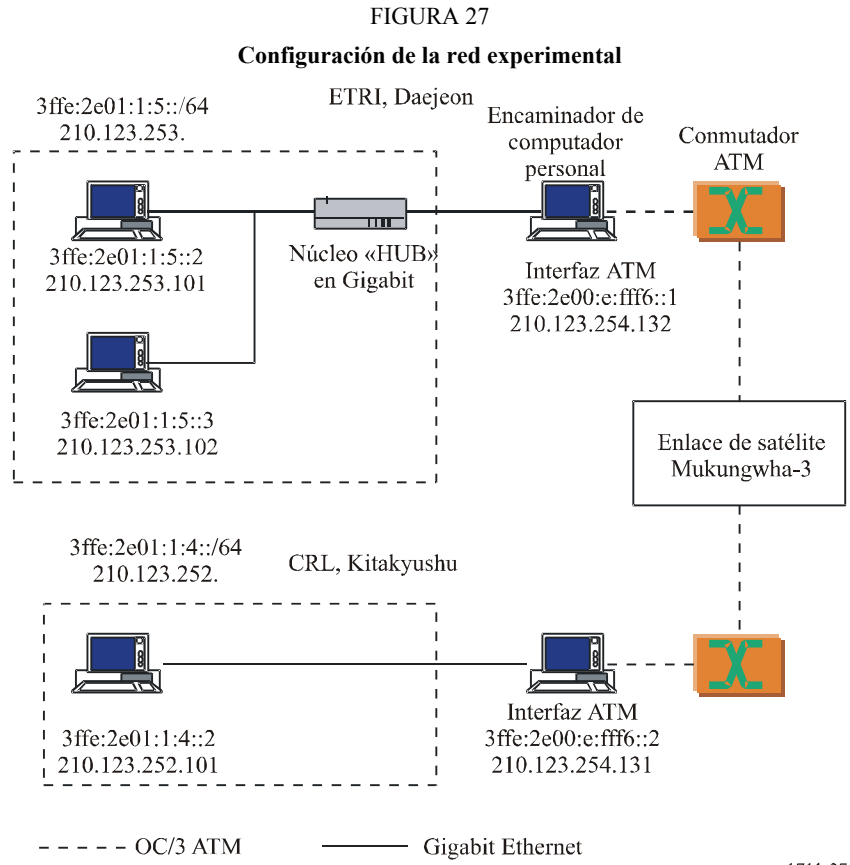 FIGURA 27
Configuración de la red experimental
3ffe:2e01:1:5::/64
210.123.253.
ETRI, Daejeon
Encaminador de
computador
personal
Conmutador
ATM
3ffe:2e01:1:5::2
210.123.253.101
Núcleo «HUB»
en Gigabit
Interfaz ATM
3ffe:2e00:e:fff6::1
210.123.254.132
3ffe:2e01:1:5::3
210.123.253.102
Enlace de satélite
Mukungwha-3
3ffe:2e01:1:4::/64
210.123.252.
CRL, Kitakyushu
3ffe:2e01:1:4::2
210.123.252.101
Interfaz ATM
3ffe:2e00:e:fff6::2
210.123.254.131
OC/3 ATM
Gigabit Ethernet